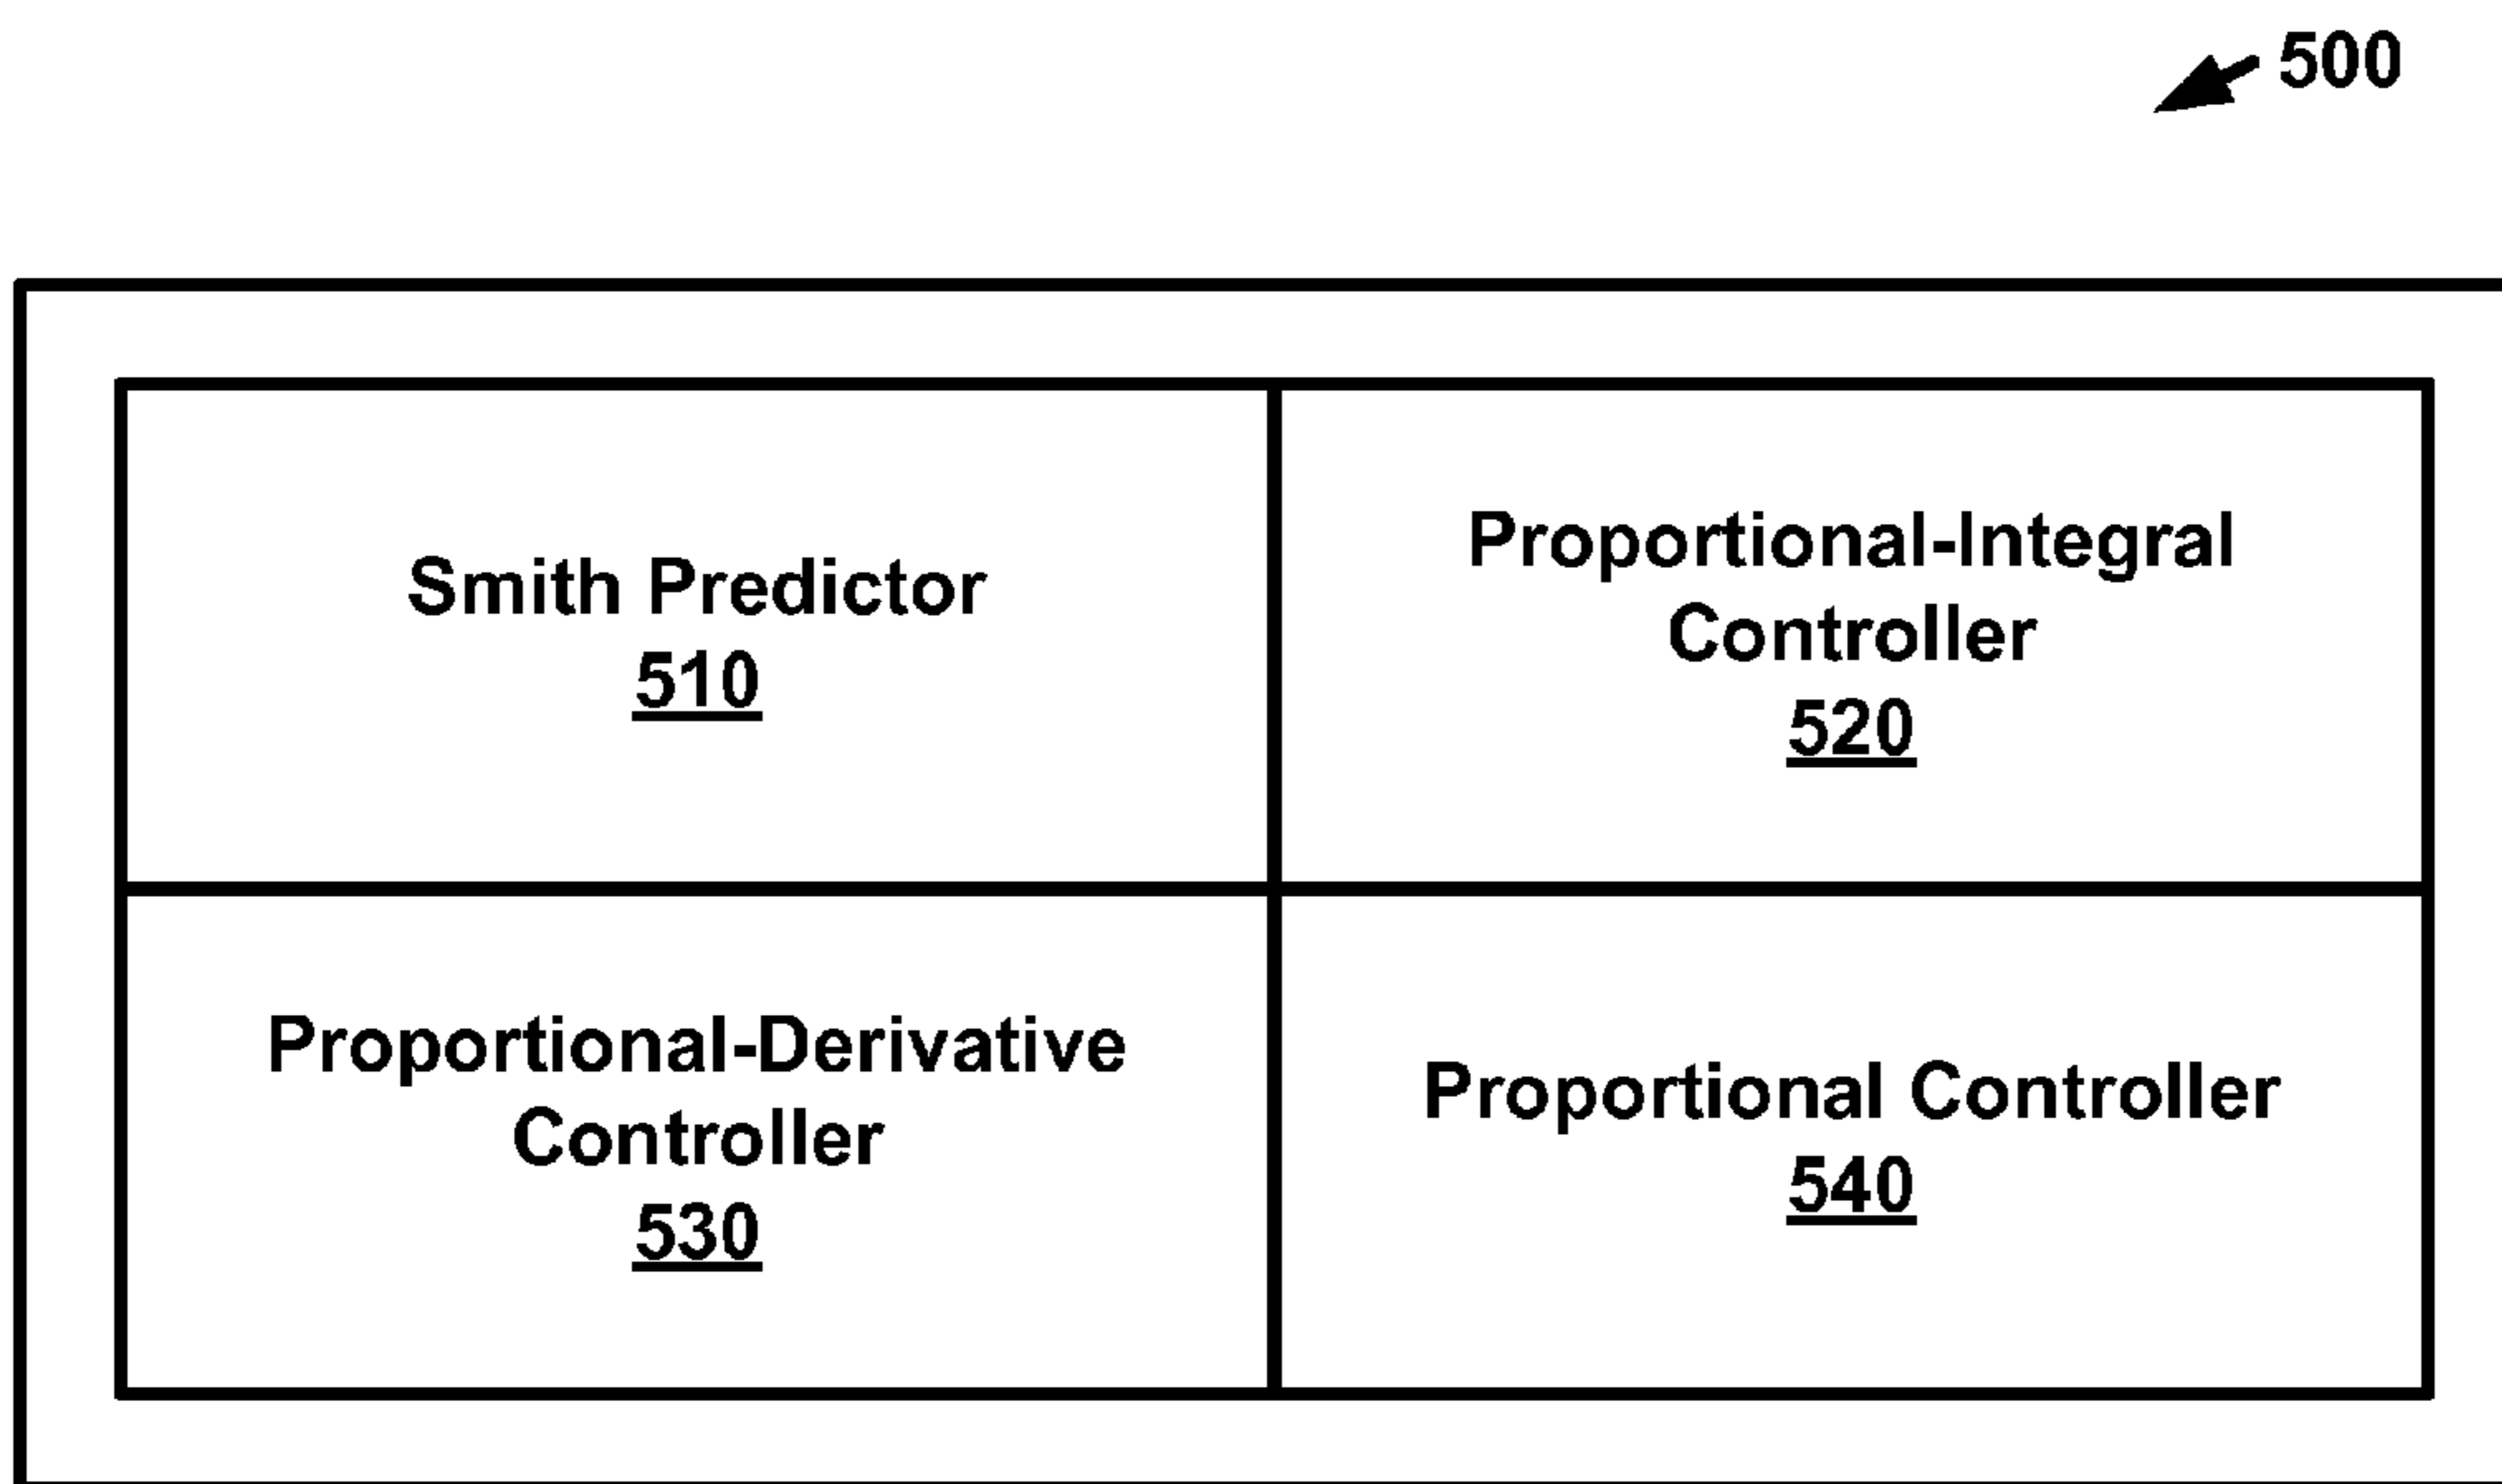 500
Smith Predictor
510
Proportional-Integral
Controller
520
Proportional-Derivative
Controller
530
Proportional Controller
540